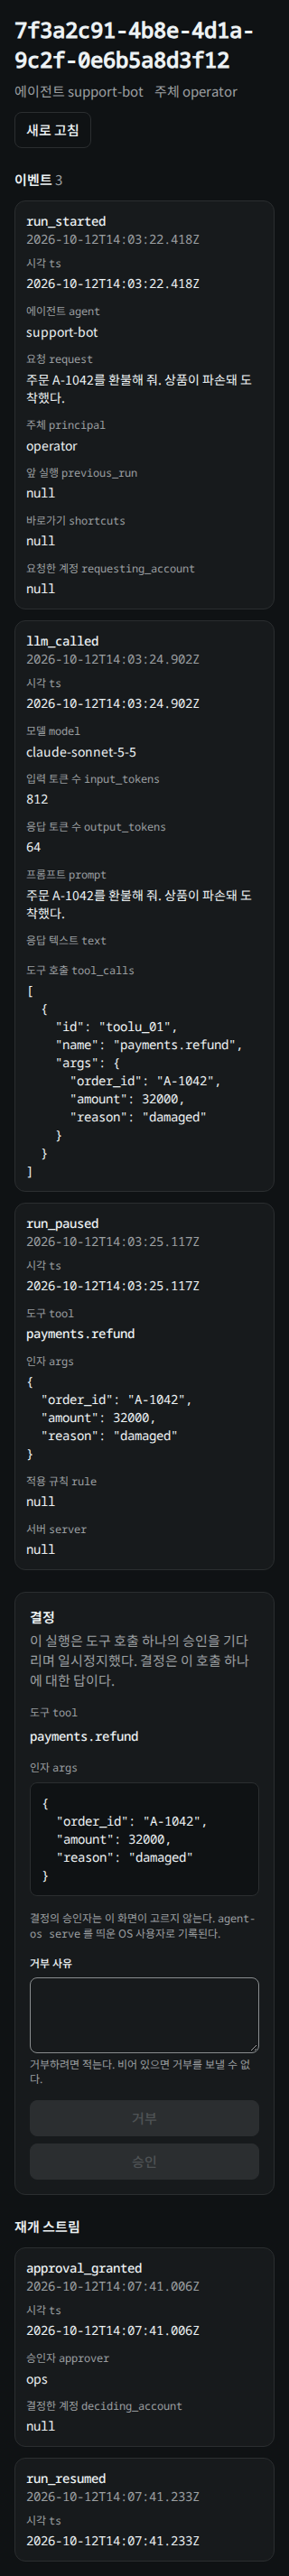 7f3a2c91-4b8e-4d1a-
9c2f-0e6b5a8d3f12
에이전트 support-bot 주체 operator
새로 고침
이벤트 3
run_started
2026-10-12T14:03:22.418Z
시각 ts
2026-10-12T14:03:22.418Z
에이전트 agent
support-bot
요청 request
주문 A-1042를 환불해 줘. 상품이 파손돼 도
착했다.
주체 principal
operator
앞 실행 previous_run
null
바로가기 shortcuts
null
요청한 계정 requesting_account
null
llm_called
2026-10-12T14:03:24.902Z
시각 ts
2026-10-12T14:03:24.902Z
모델 model
claude-sonnet-5-5
입력 토큰 수 input_tokens
812
응답 토큰 수 output_tokens
64
프롬프트 prompt
주문 A-1042를 환불해 줘. 상품이 파손돼 도
착했다.
응답 텍스트 text
도구 호출 tool_calls
[
  {
    "id": "toolu_01",
    "name": "payments.refund",
    "args": {
      "order_id": "A-1042",
      "amount": 32000,
      "reason": "damaged"
    }
  }
]
run_paused
2026-10-12T14:03:25.117Z
시각 ts
2026-10-12T14:03:25.117Z
도구 tool
payments.refund
인자 args
{
  "order_id": "A-1042",
  "amount": 32000,
  "reason": "damaged"
}
적용 규칙 rule
null
서버 server
null
결정
이 실행은 도구 호출 하나의 승인을 기다
리며 일시정지했다. 결정은 이 호출 하나
에 대한 답이다.
도구 tool
payments.refund
인자 args
{
  "order_id": "A-1042",
  "amount": 32000,
  "reason": "damaged"
}
결정의 승인자는 이 화면이 고르지 않는다. agent-
os serve 를 띄운 OS 사용자로 기록된다.
거부 사유
거부하려면 적는다. 비어 있으면 거부를 보낼 수 없
다.
거부
승인
재개 스트림
approval_granted
2026-10-12T14:07:41.006Z
시각 ts
2026-10-12T14:07:41.006Z
승인자 approver
ops
결정한 계정 deciding_account
null
run_resumed
2026-10-12T14:07:41.233Z
시각 ts
2026-10-12T14:07:41.233Z